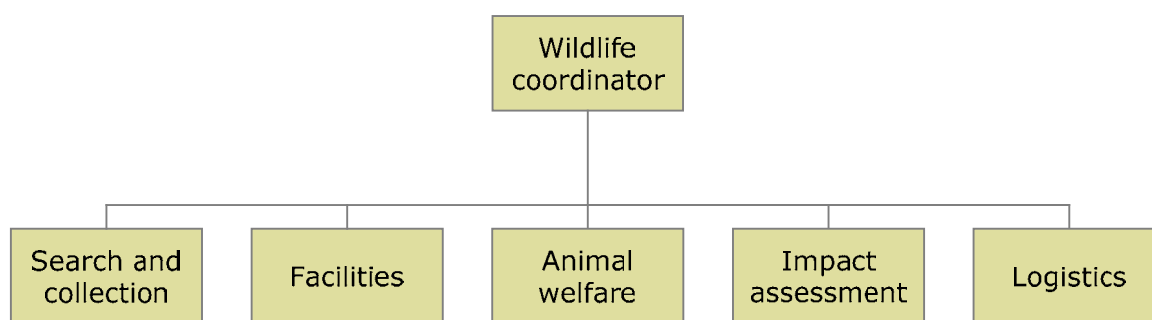 Wildlife
coordinator
Search and
collection
Facilities
Animal
welfare
Impact
assessment
Logistics